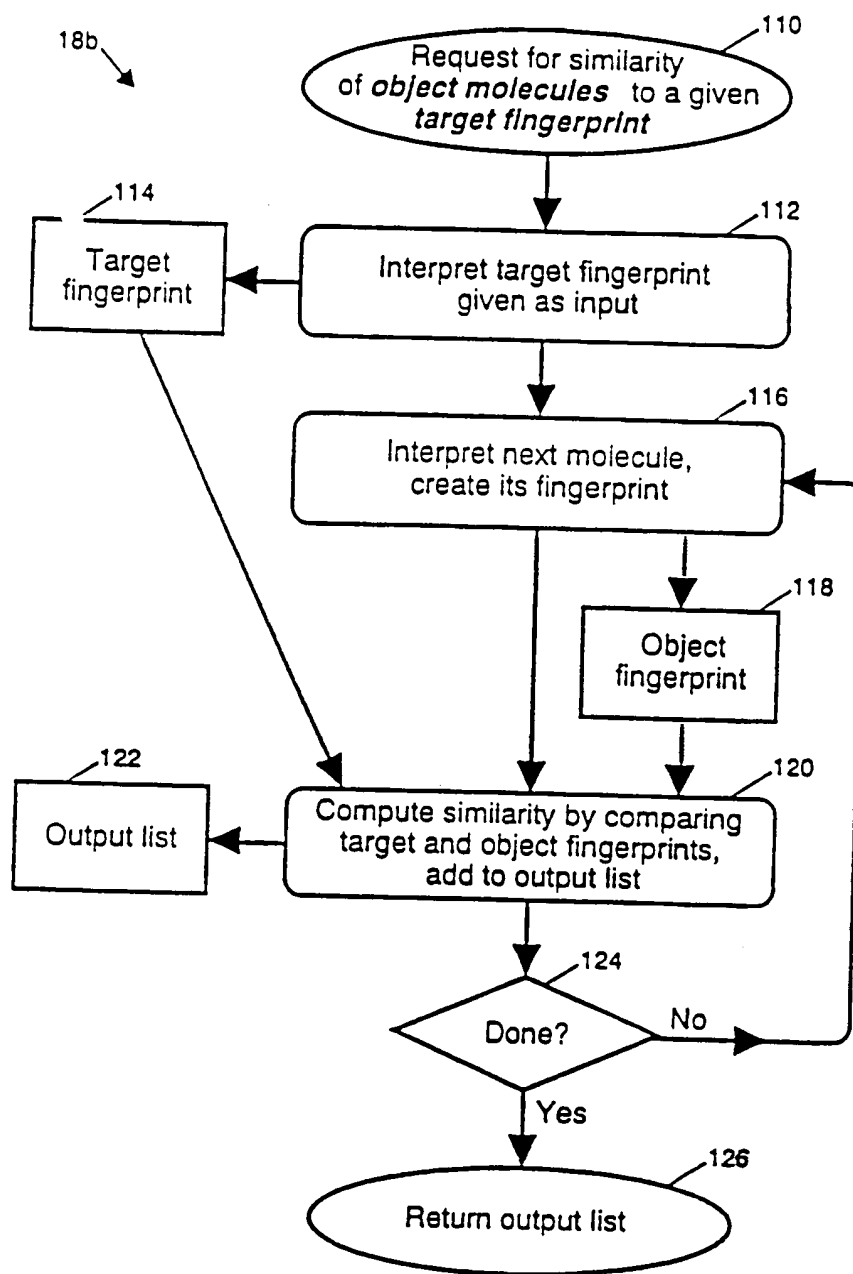 18b
110
Request for similarity
of object molecules to a given
target fingerprint
114
112
Target
fingerprint
Interpret target fingerprint
given as input
116
Interpret next molecule,
create its fingerprint
118
Object
fingerprint
122
120
Output list
Compute similarity by comparing
target and object fingerprints,
add to output list
124
Done?
No
Yes
126
Return output list